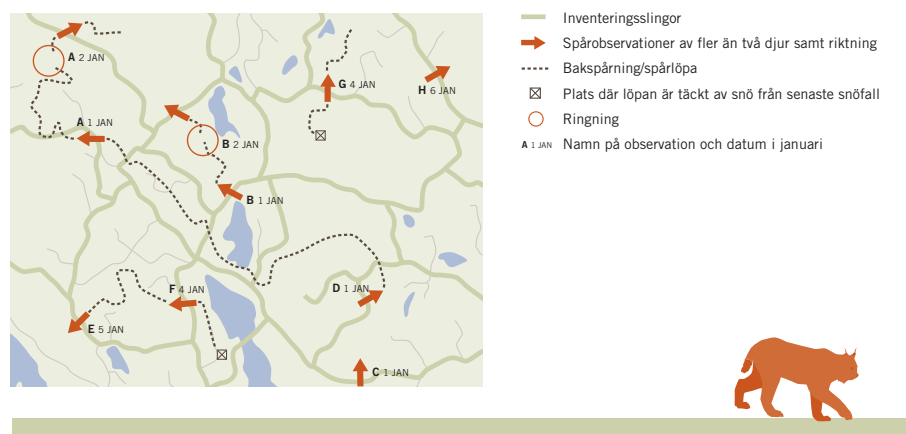 A 2 JAN
G 4 JAN
H 6 JAN
A 1 JAN
B 2 JAN
B 1 JAN
F 4 JAN
D 1 JAN
E 5 JAN
C 1 JAN
Inventeringsslingor
Spårobservationer av fler än två djur samt riktning
Bakspårning/spårlöpa
Plats där löpan är täckt av snö från senaste snöfall
Ringning
A 1 JAN Namn på observation och datum i januari